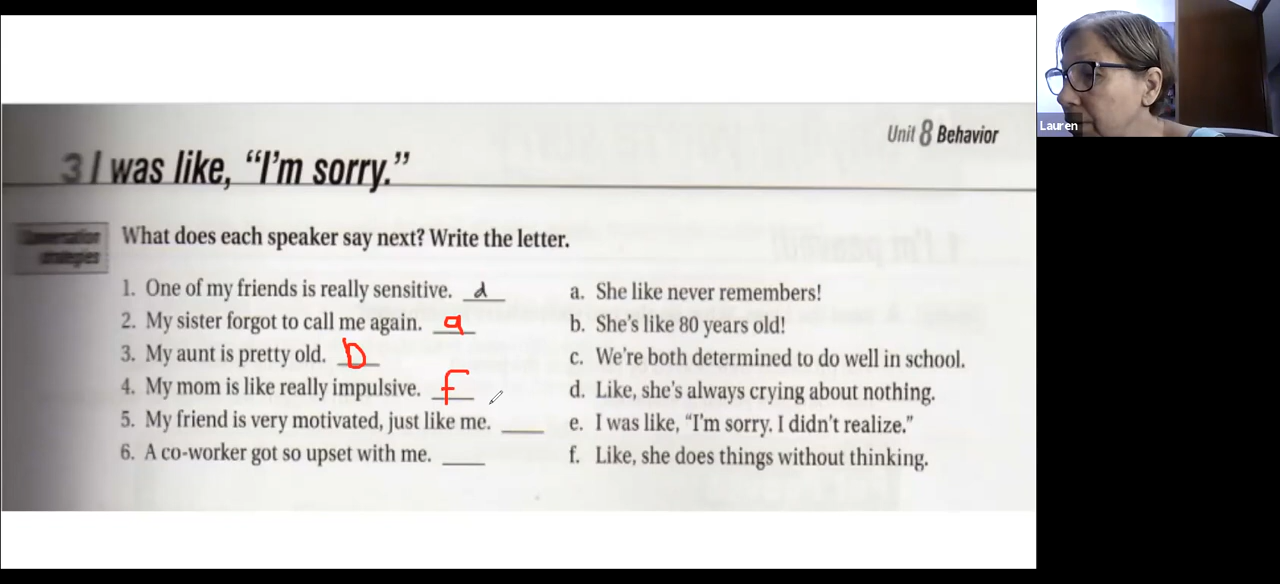 Unit 8 Behavior
3 I was like, "I'm sorry."
Conversation
strategies
What does each speaker say next? Write the letter.
1. One of my friends is really sensitive. d
2. My sister forgot to call me again. a
3. My aunt is pretty old. b
4. My mom is like really impulsive. f
5. My friend is very motivated, just like me. ____
6. A co-worker got so upset with me. ____
a. She like never remembers!
b. She's like 80 years old!
c. We're both determined to do well in school.
d. Like, she's always crying about nothing.
e. I was like, "I'm sorry. I didn't realize."
f. Like, she does things without thinking.
Lauren